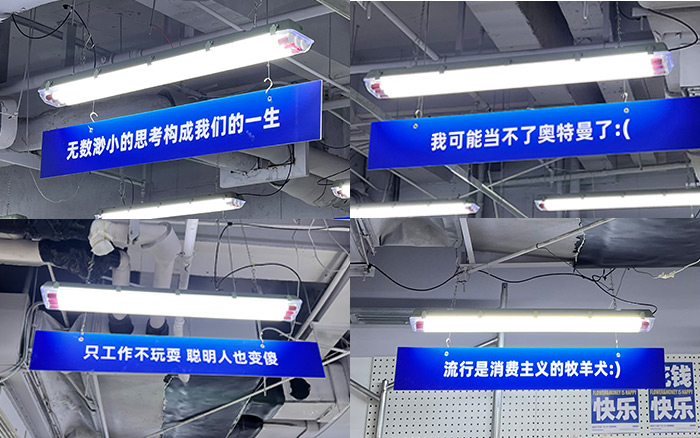 无数渺小的思考构成我们的一生
我可能当不了奥特曼了:(
只工作不玩耍 聪明人也变傻
流行是消费主义的牧羊犬:)
花钱
快乐
快乐